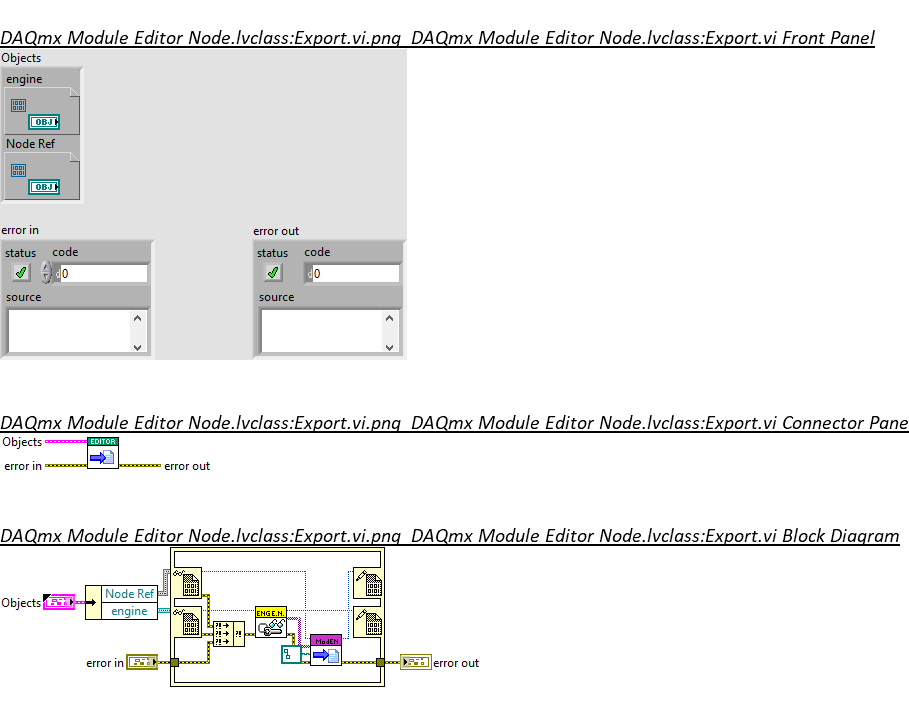 DAQmx Module Editor Node.lvclass:Export.vi.png  DAQmx Module Editor Node.lvclass:Export.vi Front Panel
Objects
engine
OBJ
Node Ref
OBJ
error in
error out
status code
status code
d 0
d 0
source
source
DAQmx Module Editor Node.lvclass:Export.vi.png  DAQmx Module Editor Node.lvclass:Export.vi Connector Pane
Objects
EDITOR
error in
error out
DAQmx Module Editor Node.lvclass:Export.vi.png  DAQmx Module Editor Node.lvclass:Export.vi Block Diagram
Objects
Node Ref
engine
ENG E.N.
ModEN
error in
error out